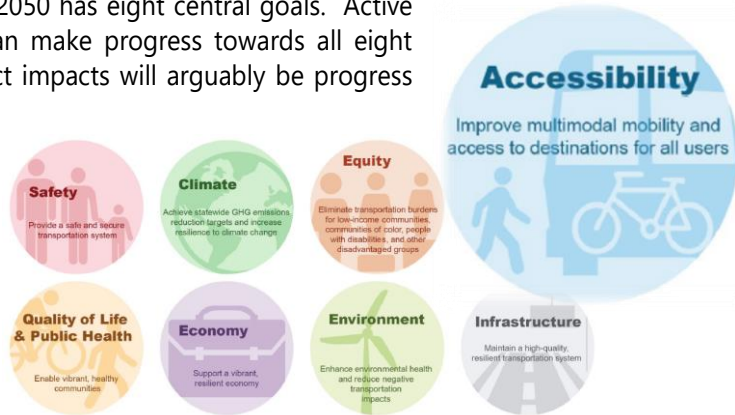 2050 has eight central goals. Active
an make progress towards all eight
ct impacts will arguably be progress
Accessibility
Improve multimodal mobility and
access to destinations for all users
Safety
Provide a safe and secure
transportation system
Climate
Achieve statewide GHG emissions
reduction targets and increase
resilience to climate change
Equity
Eliminate transportation burdens
for low-income communities,
communities of color, people
with disabilities, and other
disadvantaged groups
Quality of Life
& Public Health
Enable vibrant, healthy
communities
Economy
Support a vibrant,
resilient economy
Environment
Enhance environmental health
and reduce negative
transportation
impacts
Infrastructure
Maintain a high-quality,
resilient transportation system